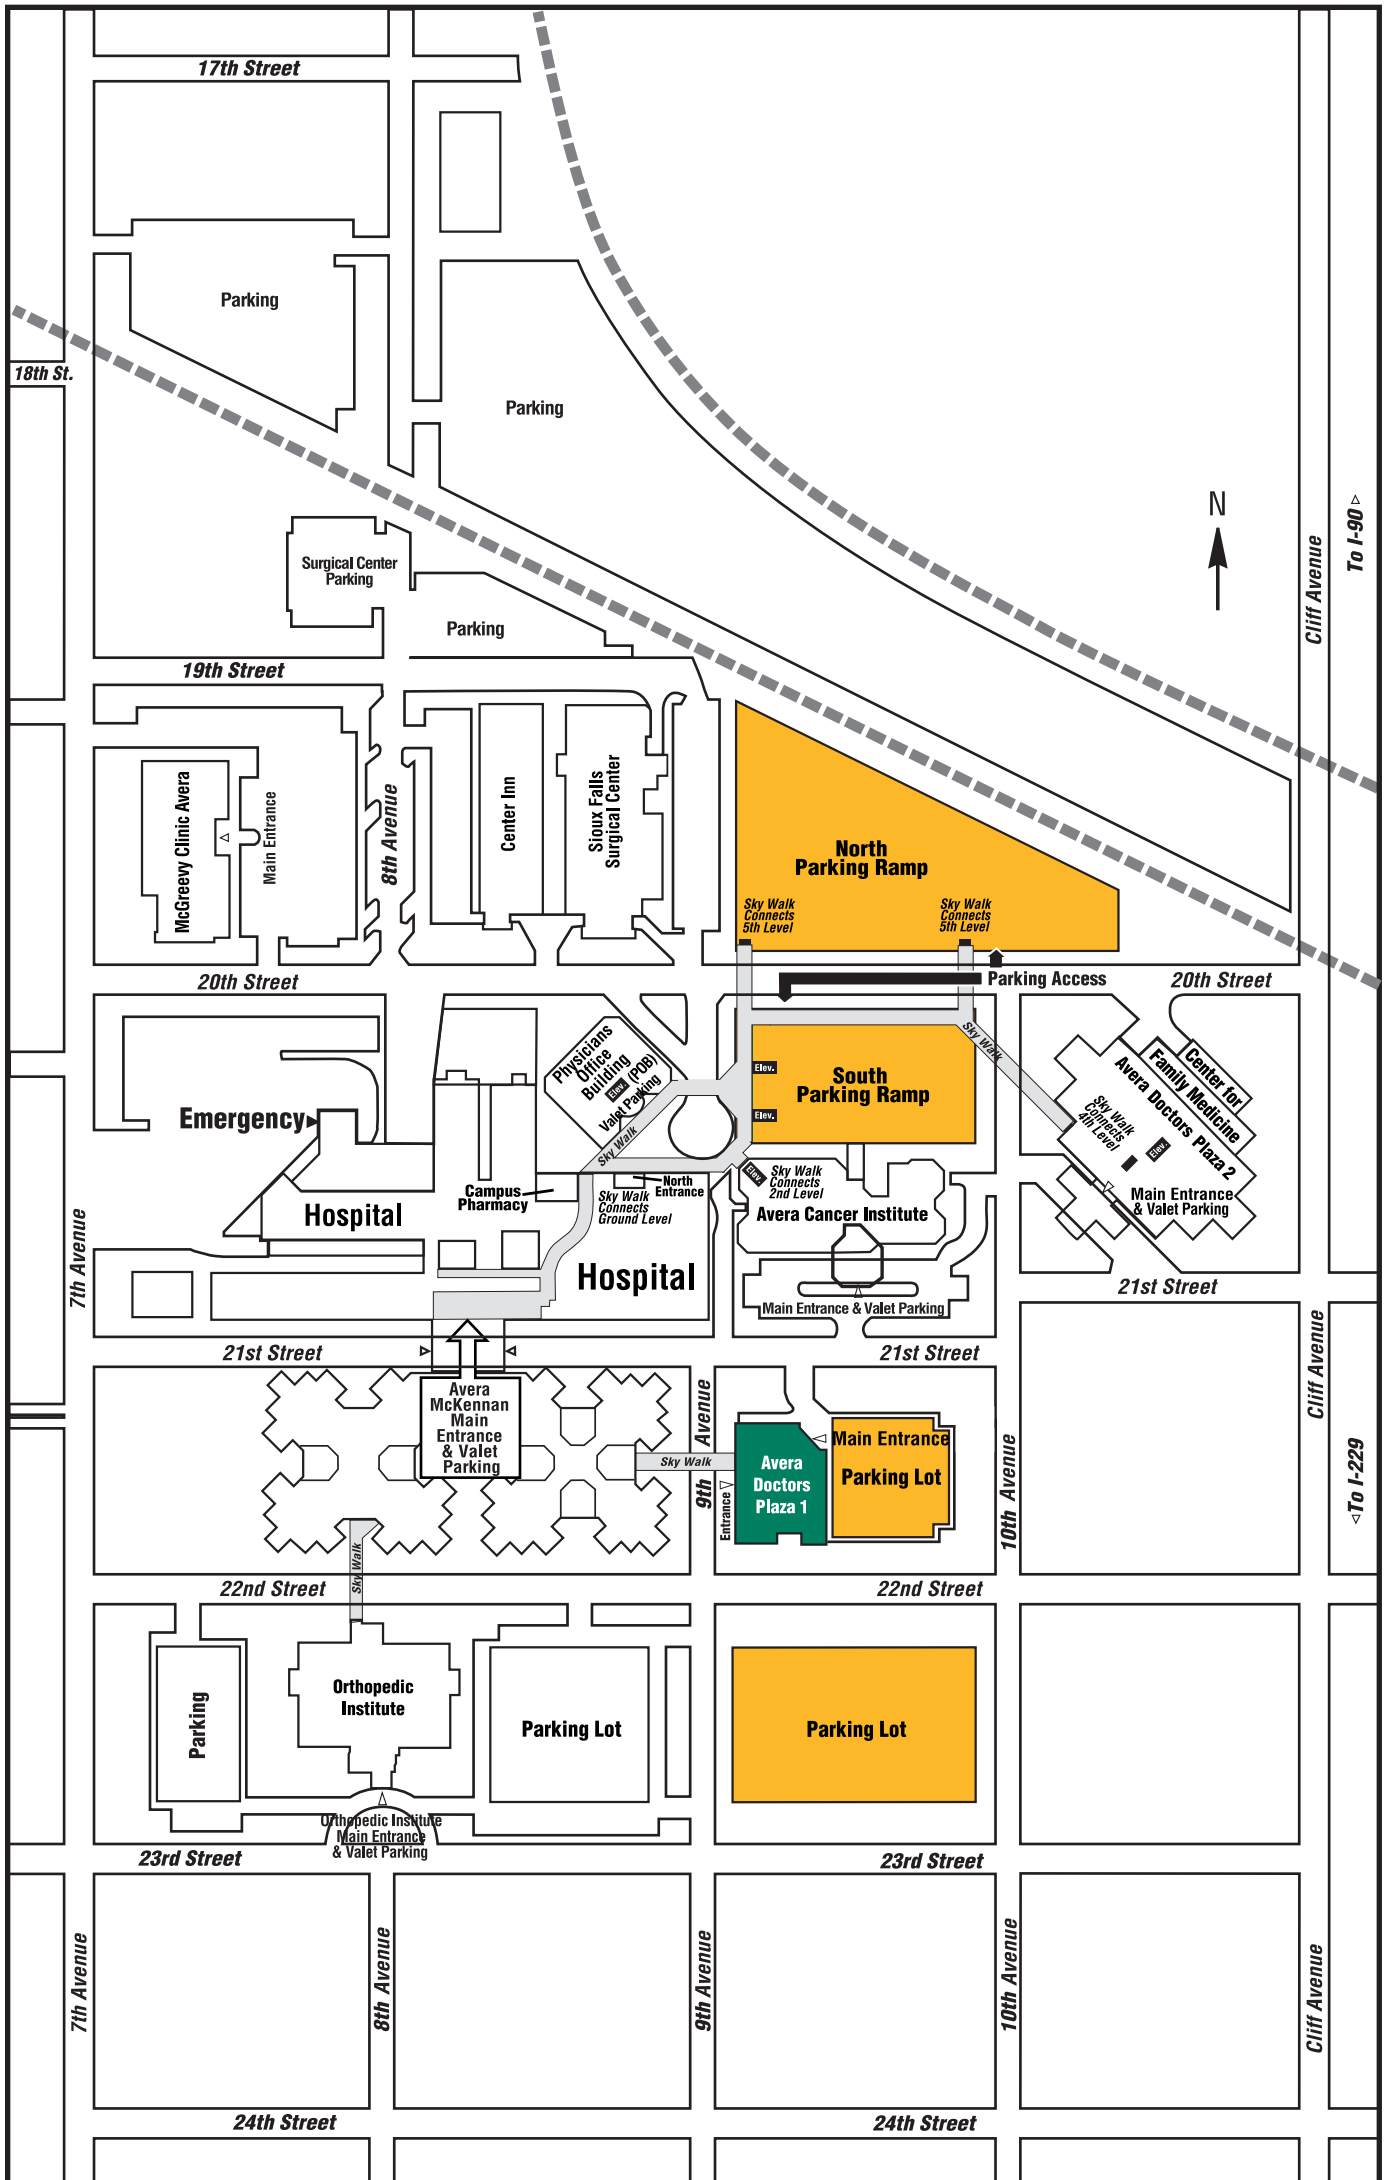 17th Street
Parking
18th St.
Parking
N
To I-90
Cliff Avenue
Surgical Center
Parking
Parking
19th Street
McGreevy Clinic Avera
Main Entrance
8th Avenue
Center Inn
Sioux Falls
Surgical Center
North
Parking Ramp
Sky Walk
Connects
5th Level
Sky Walk
Connects
5th Level
20th Street
Parking Access
20th Street
Physicians
Office
Building
Elev. (POB)
Valet Parking
Sky Walk
Elev.
Elev.
South
Parking Ramp
Sky Walk
Center for
Family Medicine
Avera Doctors Plaza 2
Sky Walk
Connects
4th Level
Elev.
Main Entrance
& Valet Parking
Emergency
Hospital
Campus
Pharmacy
North
Entrance
Sky Walk
Connects
Ground Level
Elev.
Sky Walk
Connects
2nd Level
Avera Cancer Institute
Hospital
Main Entrance & Valet Parking
7th Avenue
21st Street
21st Street
21st Street
Cliff Avenue
Avera
McKennan
Main
Entrance
& Valet
Parking
9th Avenue
Sky Walk
Entrance
Avera
Doctors
Plaza 1
Main Entrance
Parking Lot
10th Avenue
To I-229
Sky Walk
22nd Street
22nd Street
Parking
Orthopedic
Institute
Parking Lot
Parking Lot
Orthopedic Institute
Main Entrance
& Valet Parking
23rd Street
23rd Street
7th Avenue
8th Avenue
9th Avenue
10th Avenue
Cliff Avenue
24th Street
24th Street